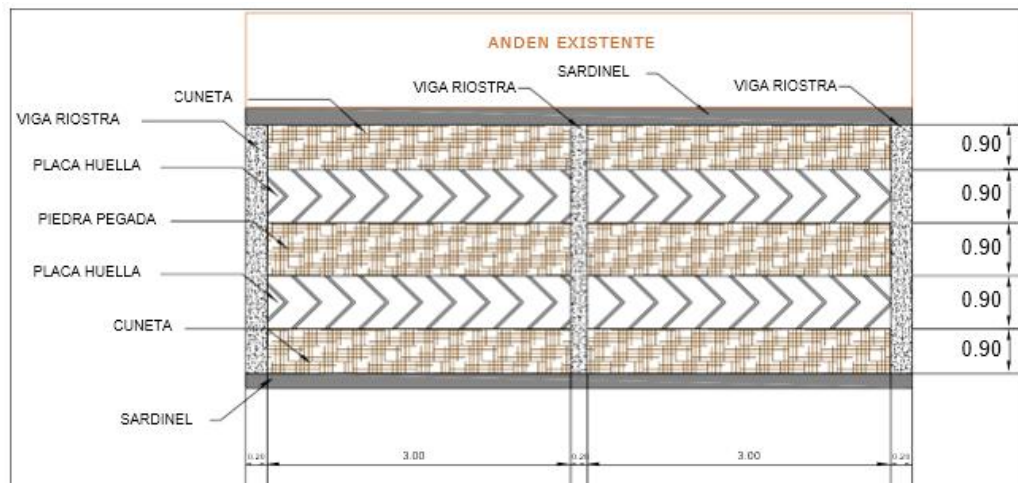 ANDEN EXISTENTE
SARDINEL
CUNETA
VIGA RIOSTRA
VIGA RIOSTRA
VIGA RIOSTRA
PLACA HUELLA
PIEDRA PEGADA
PLACA HUELLA
CUNETA
SARDINEL
0.90
0.90
0.90
0.90
0.90
0.20
3.00
0.20
3.00
0.20